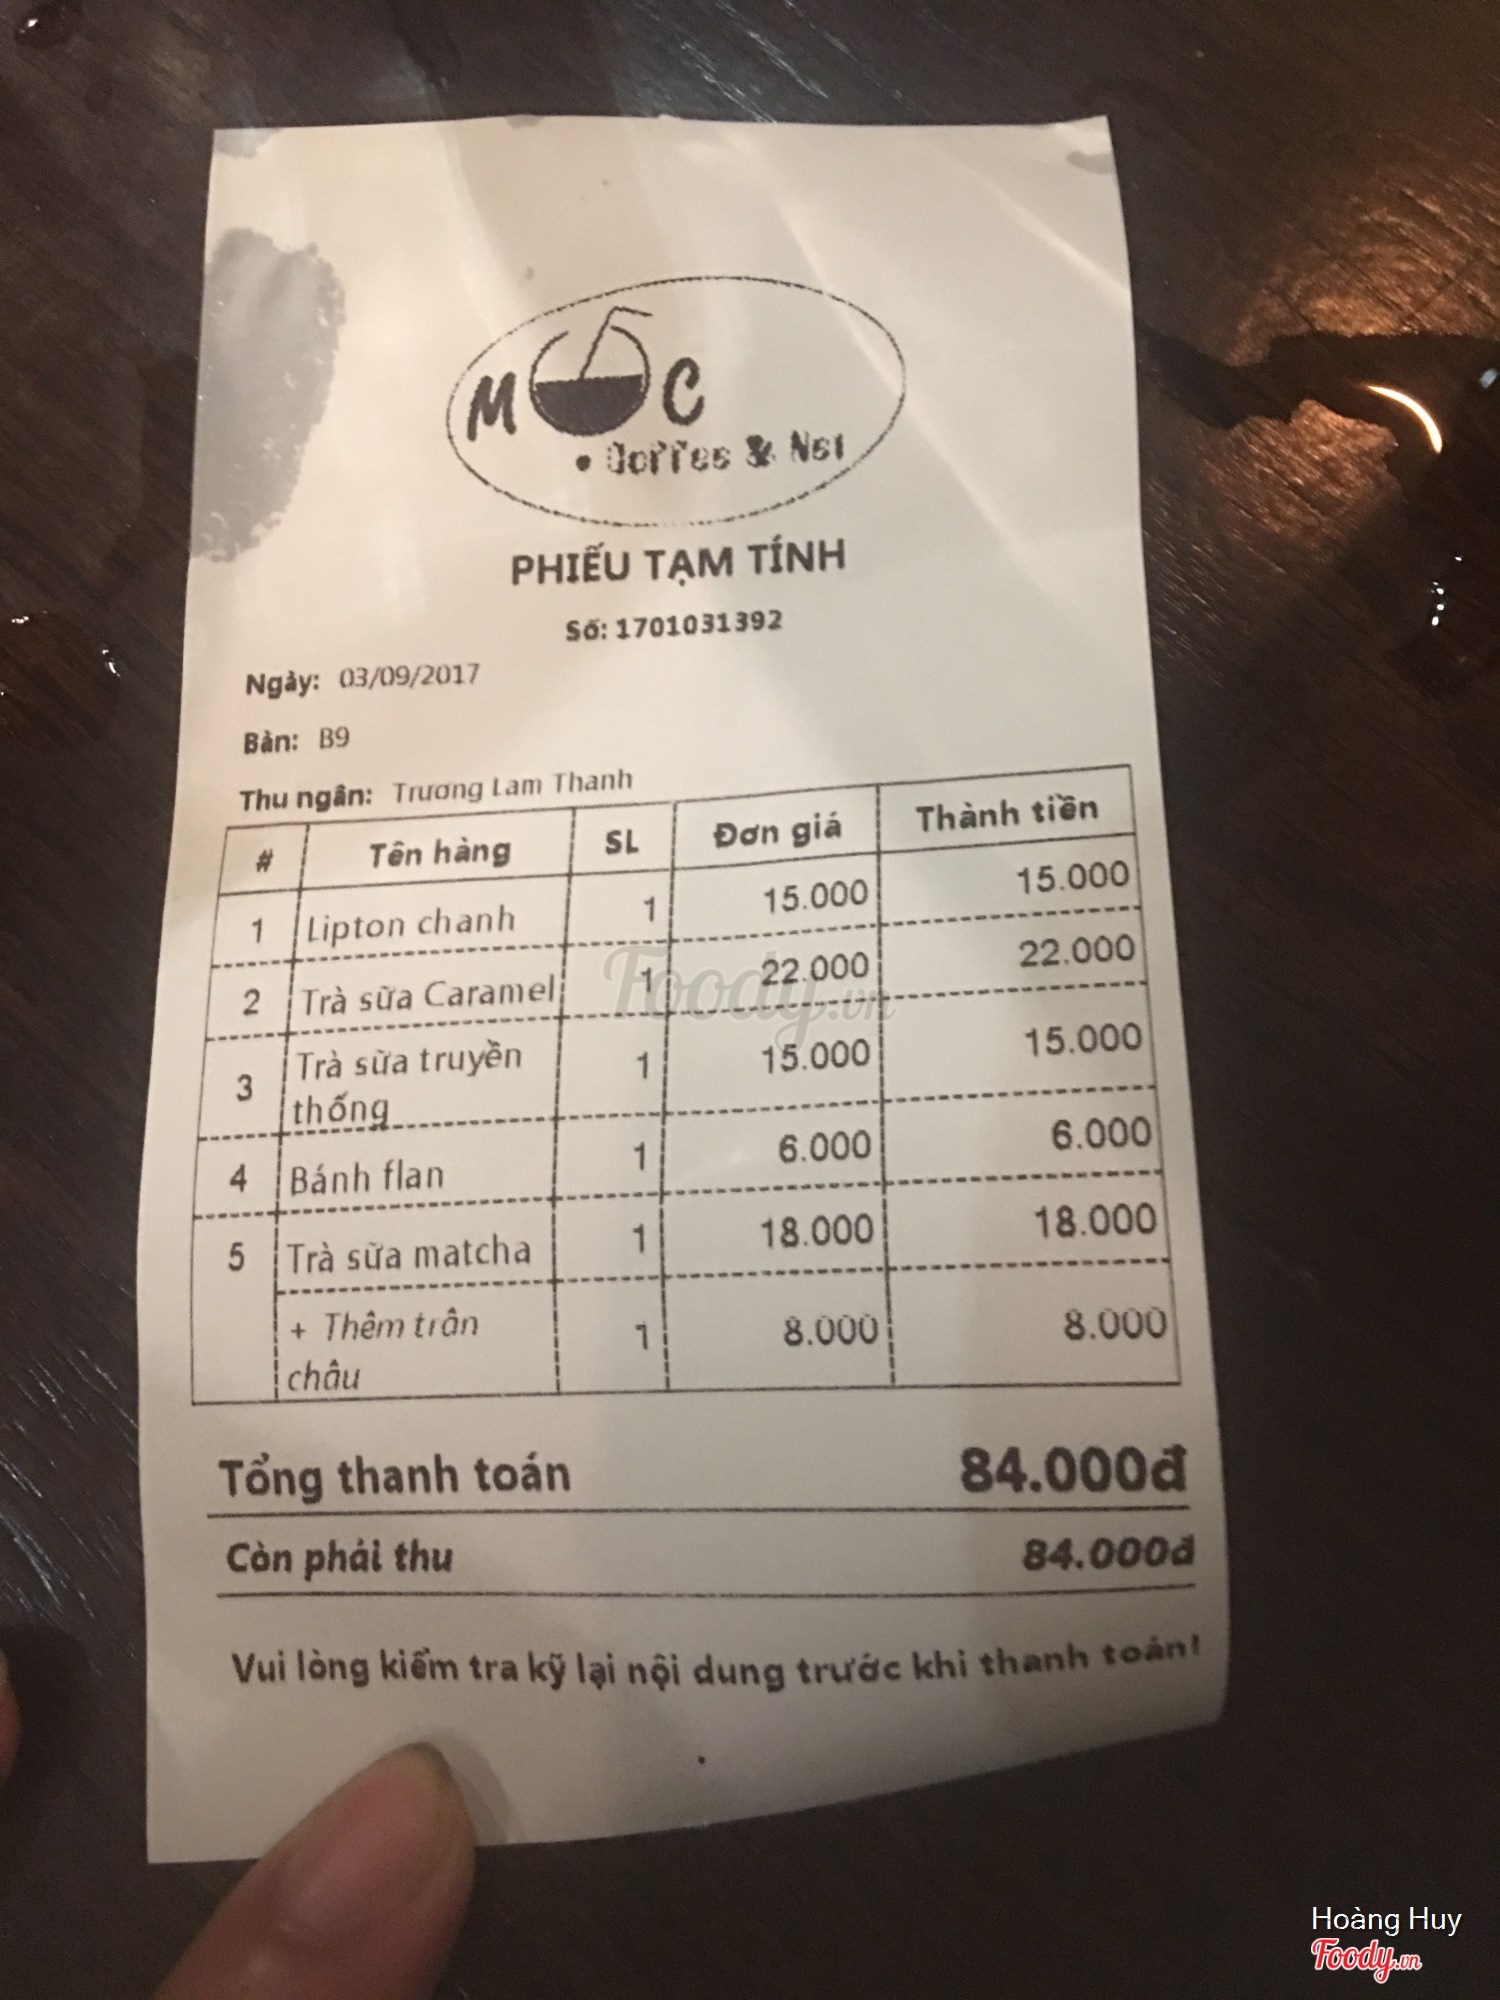 MỘC
• Coffee & Net
PHIẾU TẠM TÍNH
Số: 1701031392
Ngày: 03/09/2017
Bàn: B9
Thu ngân: Trương Lam Thanh
# Tên hàng SL Đơn giá Thành tiền
1 Lipton chanh 1 15.000 15.000
2 Trà sữa Caramel 1 22.000 22.000
3 Trà sữa truyền thống 1 15.000 15.000
4 Bánh flan 1 6.000 6.000
5 Trà sữa matcha 1 18.000 18.000
+ Thêm trân châu 1 8.000 8.000
Tổng thanh toán 84.000đ
Còn phải thu 84.000đ
Vui lòng kiểm tra kỹ lại nội dung trước khi thanh toán!
Foody.vn
Hoàng Huy
Foody.vn